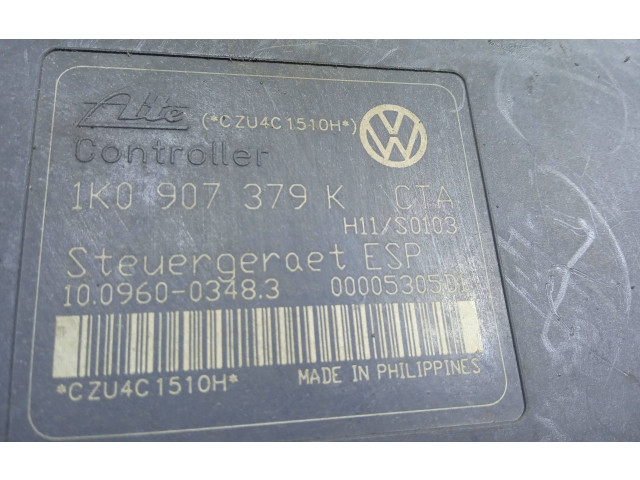 Ate (*CZU4C1510H*)
Controller
1K0 907 379 K CTA
H11/S0103
Steuergeraet ESP
10.0960-0348.3
*CZU4C1510H* MADE IN PHILIPPINES